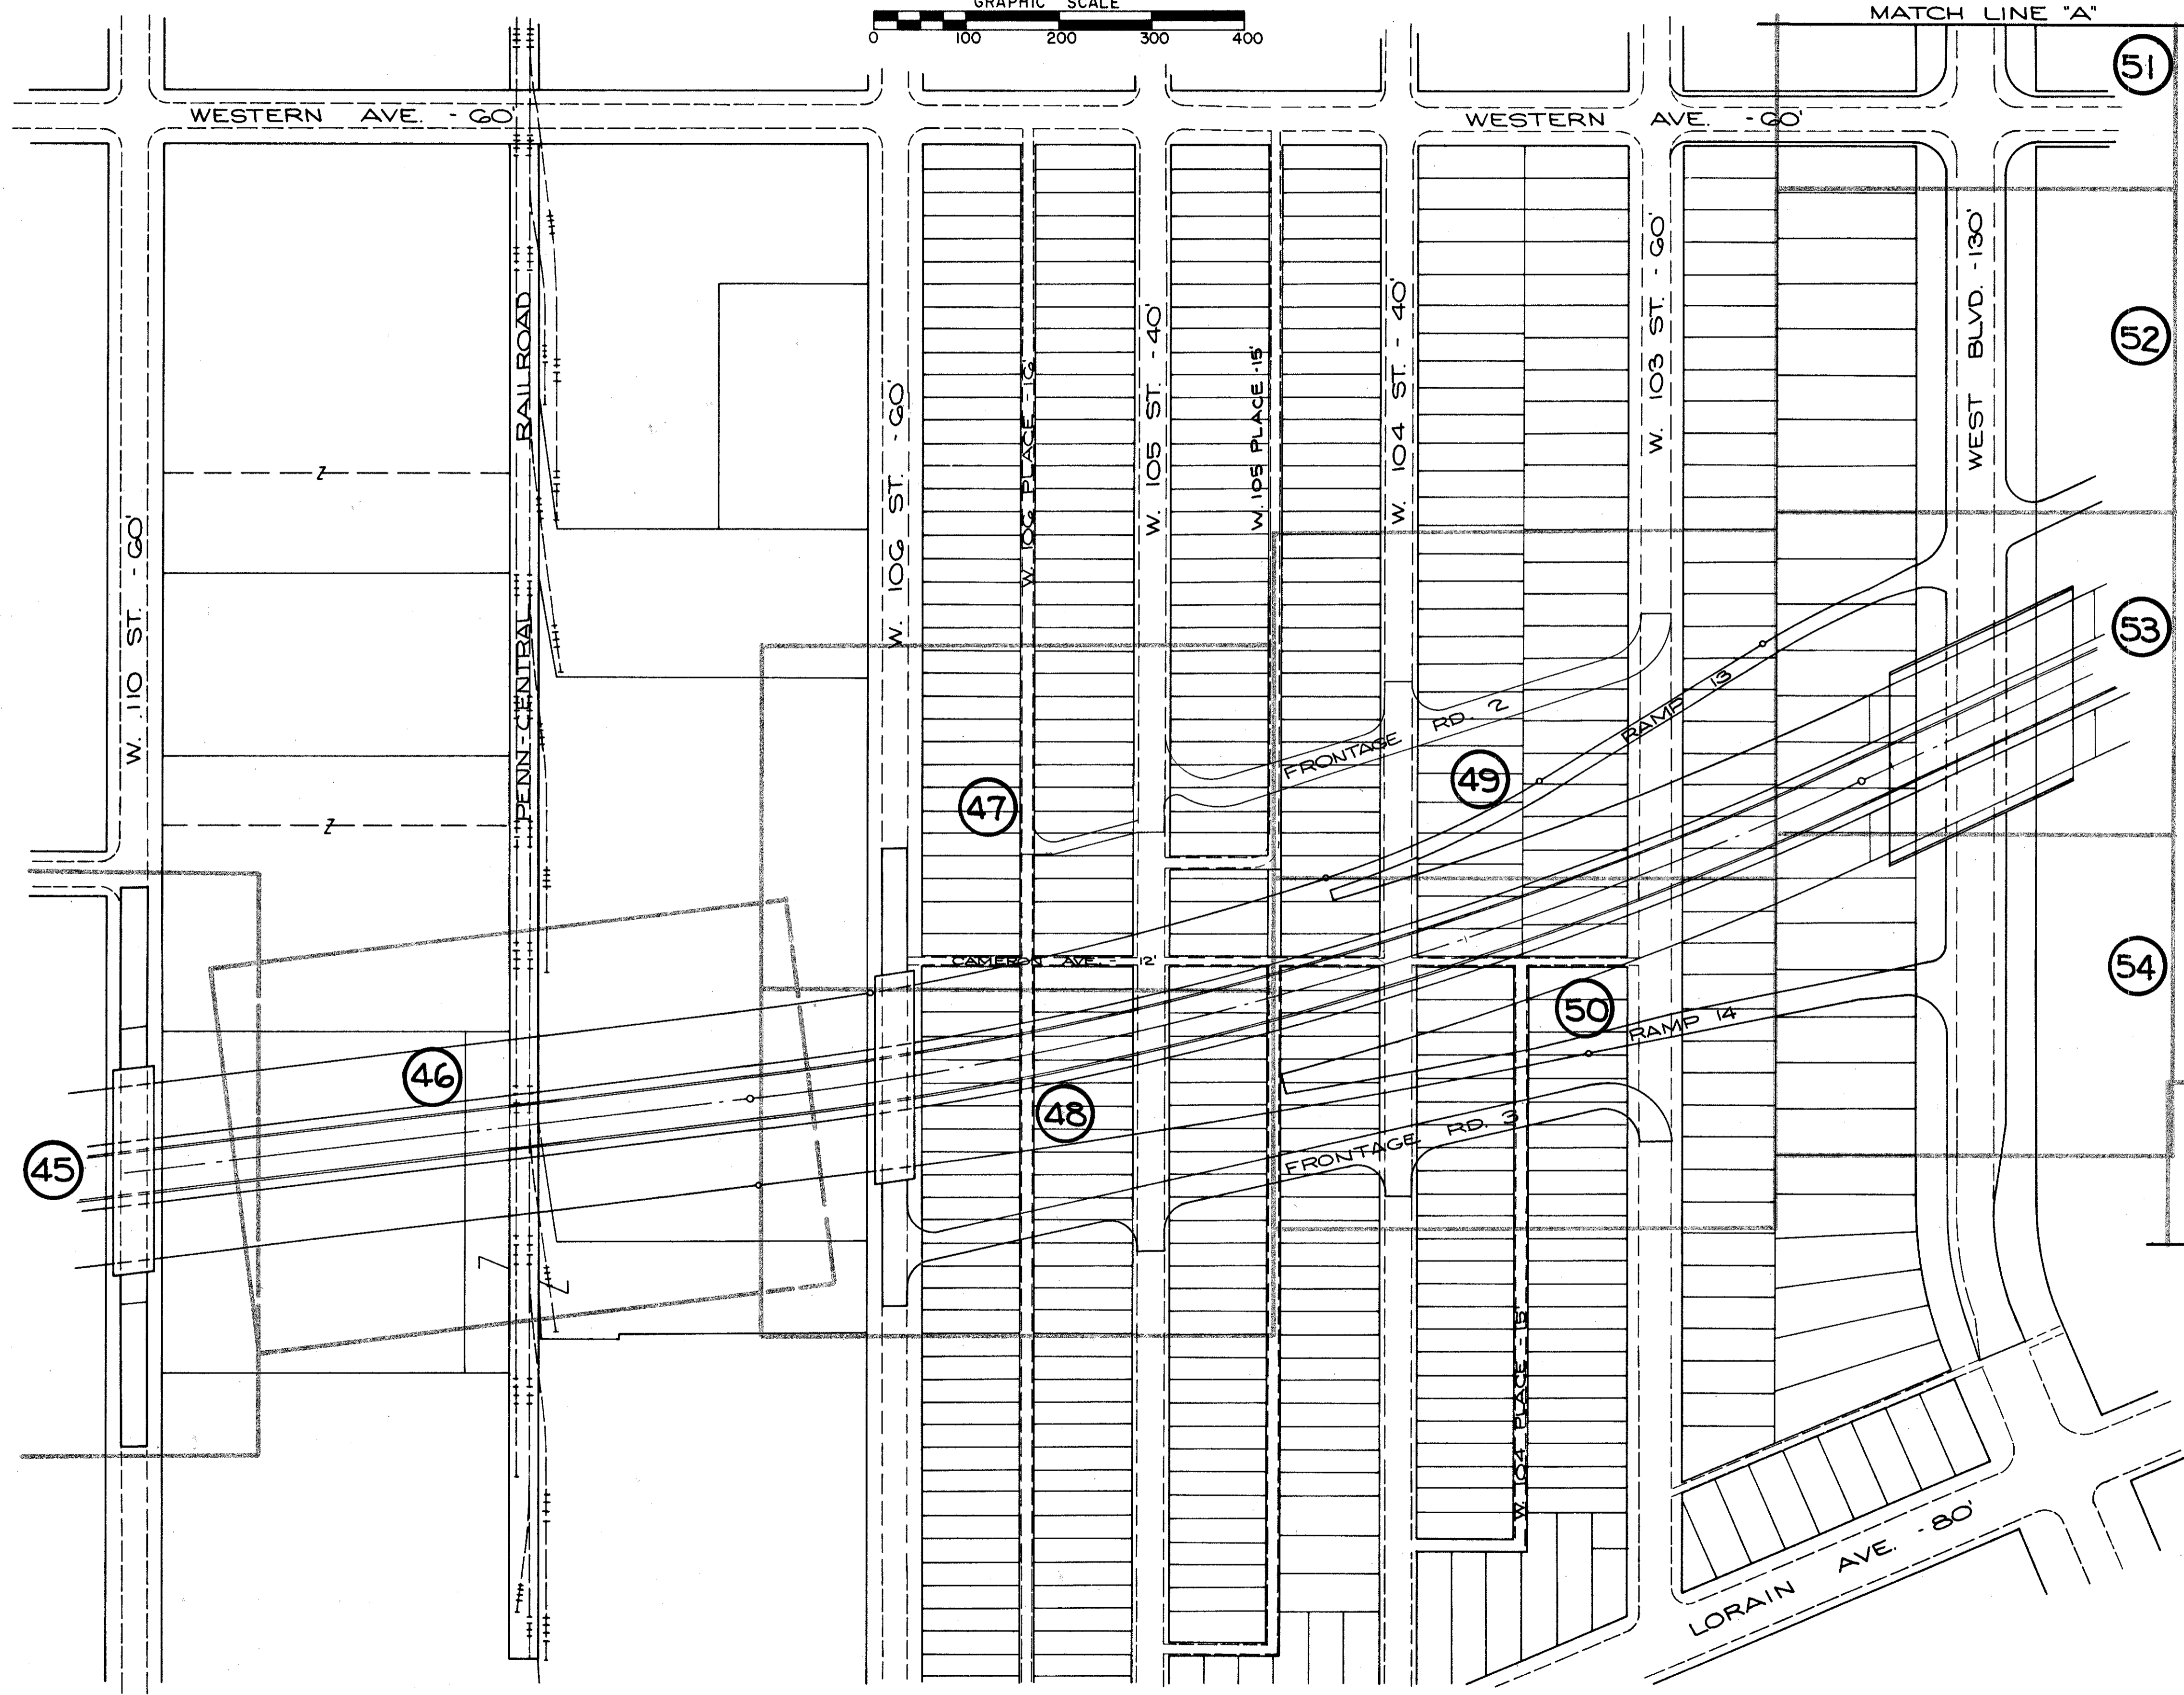 GRAPHIC SCALE
0 100 200 300 400
MATCH LINE "A"
51
WESTERN AVE. - 60'
WESTERN AVE. - 60'
WEST BLVD. - 130'
W. 103 ST. - 60'
52
W. 104 ST. - 40'
W. 105 ST. - 40'
W. 105 PLACE - 15'
W. 106 PLACE - 16'
W. 106 ST. - 60'
PENN-CENTRAL RAILROAD
W. 110 ST. - 60'
Z
Z
53
RAMP 13
FRONTAGE RD. 2
49
47
CAMERON AVE. - 12'
54
50
RAMP 14
46
48
FRONTAGE RD. 3
45
Z
Z
W. 104 PLACE - 15'
LORAIN AVE. - 80'